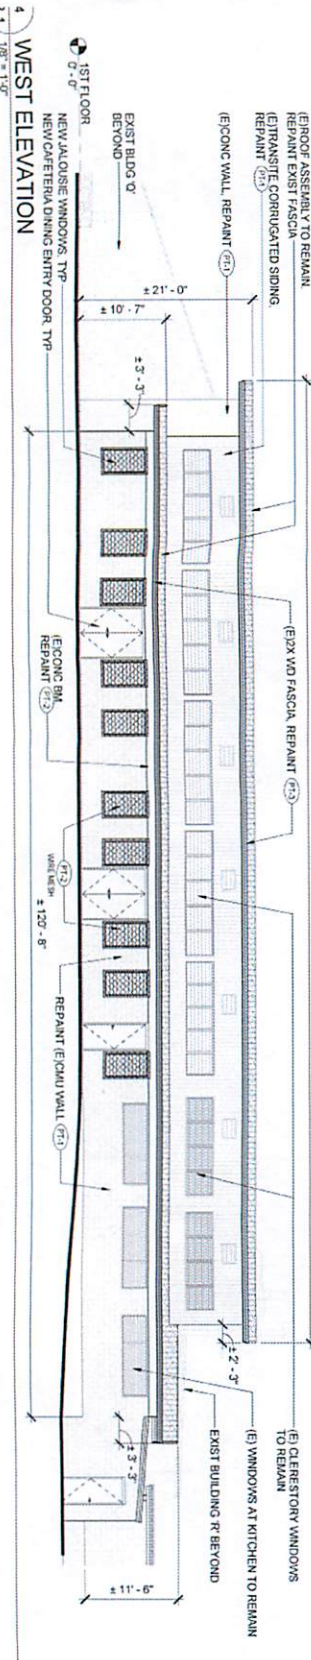 (E)ROOF ASSEMBLY TO REMAIN.
REPAINT EXIST FASCIA
(E)TRANSITE CORRUGATED SIDING,
REPAINT PT-1
(E)CONC WALL, REPAINT PT-1
EXIST BLDG 'Q'
BEYOND
1ST FLOOR
0' - 0"
NEW JALOUSIE WINDOWS, TYP
NEW CAFETERIA DINING ENTRY DOOR, TYP
4
WEST ELEVATION
1/8" = 1'-0"
± 21' - 0"
± 10' - 7"
± 3' - 3"
(E)2X WD FASCIA, REPAINT PT-3
(E)CONC BM,
REPAINT PT-2
PT-2
WIRE MESH
± 120' - 8"
REPAINT (E)CMU WALL PT-1
(E) CLERESTORY WINDOWS
TO REMAIN
± 2' - 3"
(E) WINDOWS AT KITCHEN TO REMAIN
EXIST BUILDING 'R' BEYOND
± 3' - 3"
± 11' - 6"